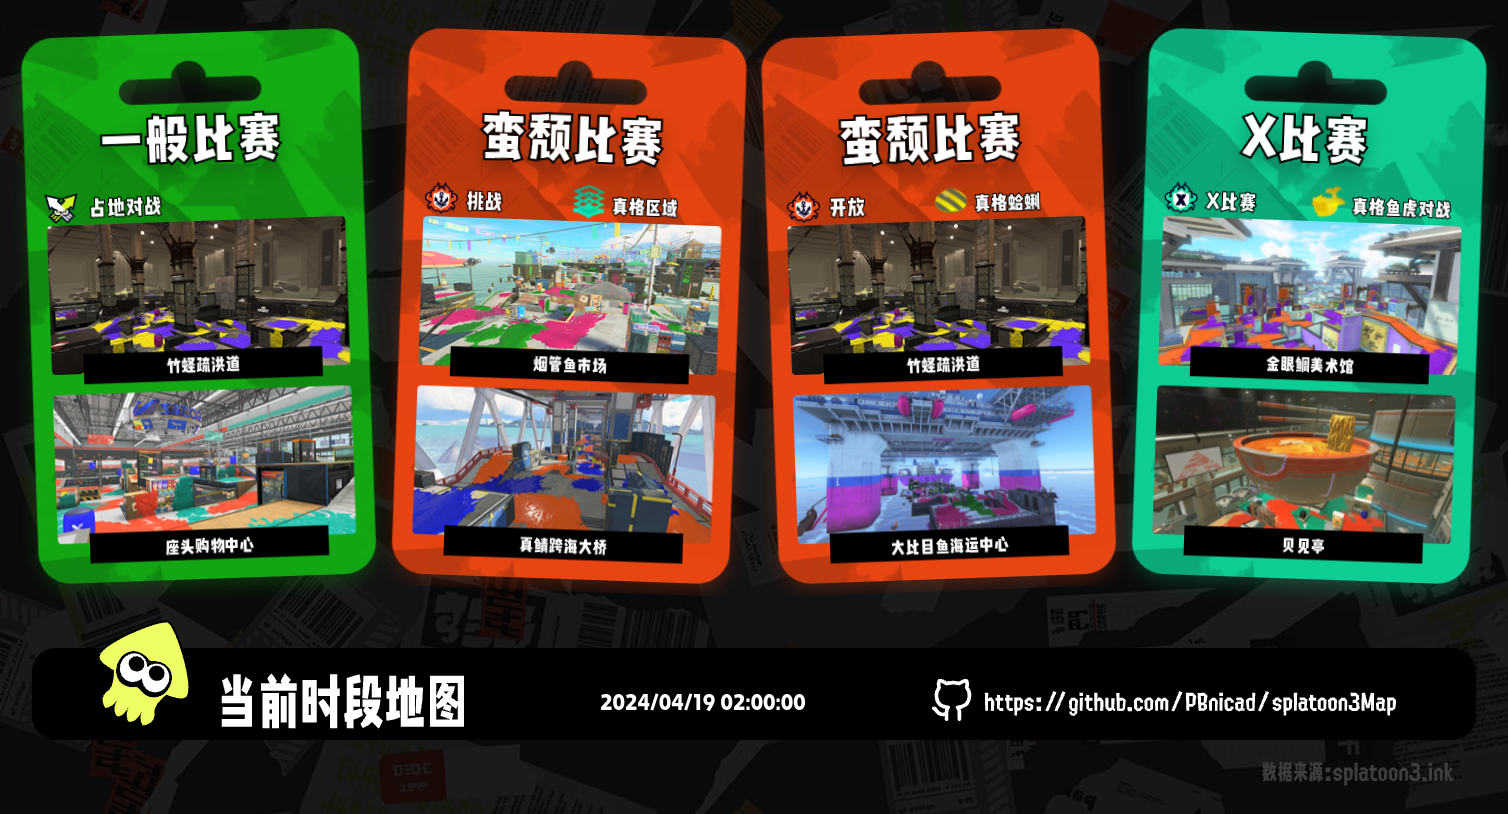 一般比赛
占地对战
竹蛏疏洪道
座头购物中心
蛮颓比赛
挑战
真格区域
烟管鱼市场
真鲭跨海大桥
蛮颓比赛
开放
真格蛤蜊
竹蛏疏洪道
大比目鱼海运中心
X比赛
X比赛
真格鱼虎对战
金眼鲷美术馆
贝见亭
当前时段地图
2024/04/19 02:00:00
https://github.com/PBnicad/splatoon3Map
数据来源:splatoon3.ink